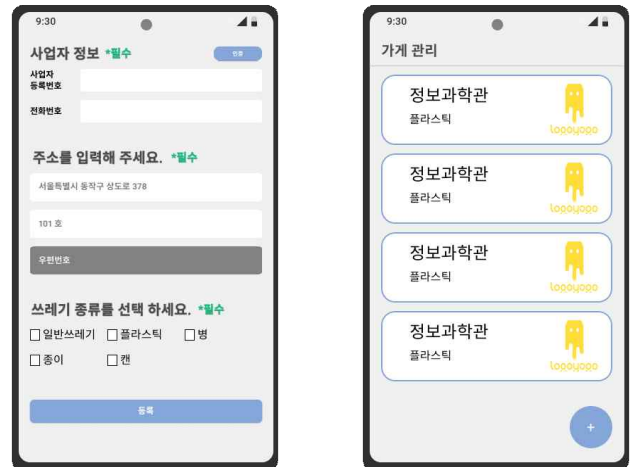 9:30
사업자 정보 *필수
인증
사업자
등록번호
전화번호
주소를 입력해 주세요. *필수
서울특별시 동작구 상도로 378
101 호
우편번호
쓰레기 종류를 선택 하세요. *필수
일반쓰레기 플라스틱 병
종이 캔
등록
9:30
가게 관리
정보과학관
플라스틱
logoyogo
정보과학관
플라스틱
logoyogo
정보과학관
플라스틱
logoyogo
정보과학관
플라스틱
logoyogo
+